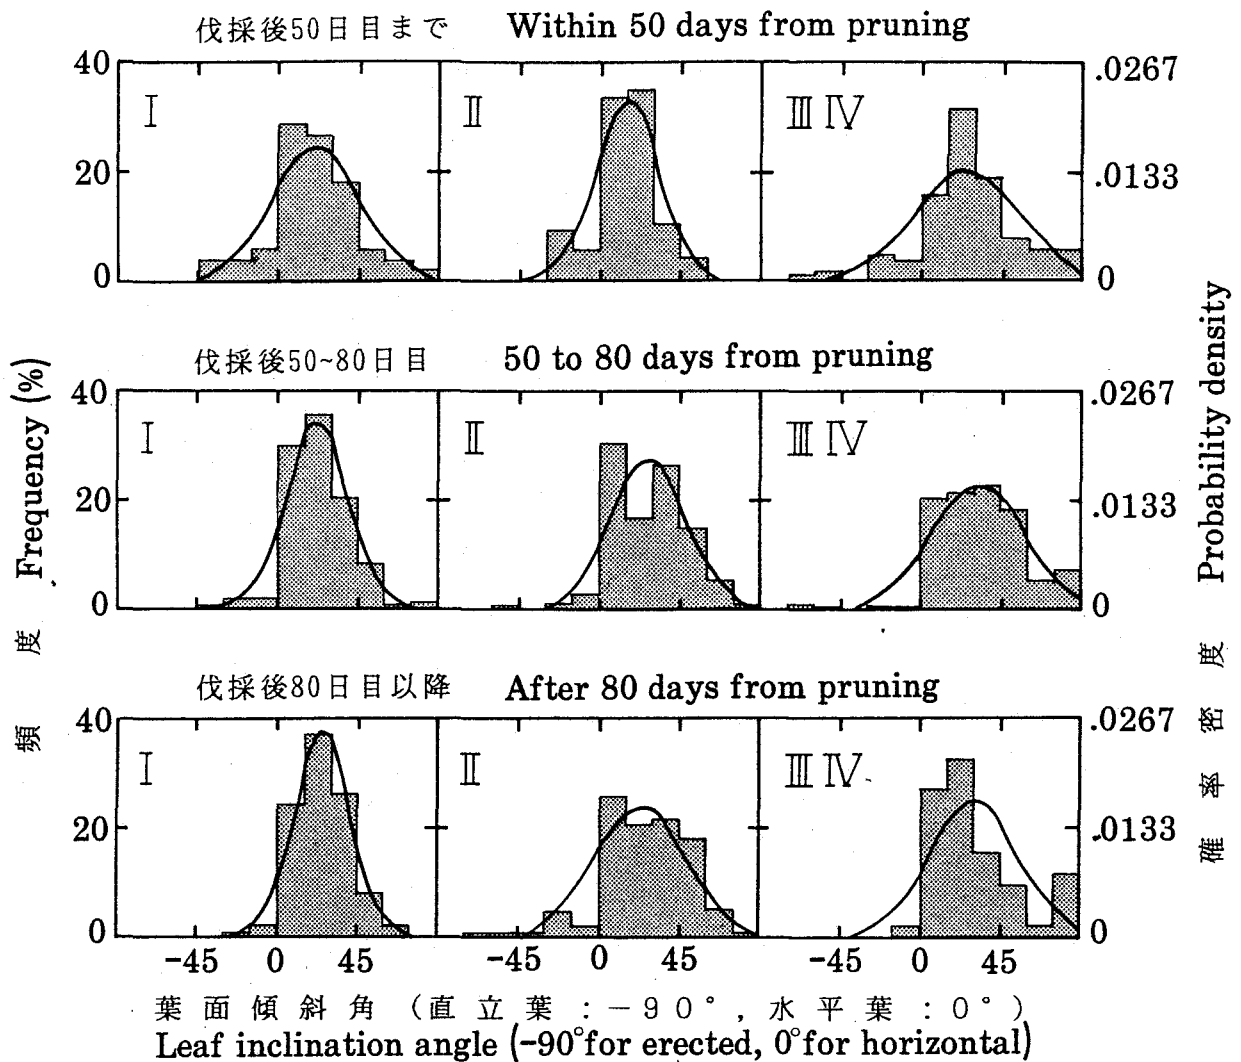 伐採後50日目まで Within 50 days from pruning
40 .0267
I II III IV
20 .0133
0 0
伐採後50~80日目 50 to 80 days from pruning
40 .0267
I II III IV
20 .0133
0 0
伐採後80日目以降 After 80 days from pruning
40 .0267
I II III IV
20 .0133
0 0
-45 0 45 -45 0 45 -45 0 45
頻度 Frequency (%)
確率密度 Probability density
葉面傾斜角(直立葉:-90°,水平葉:0°)
Leaf inclination angle (-90°for erected, 0°for horizontal)